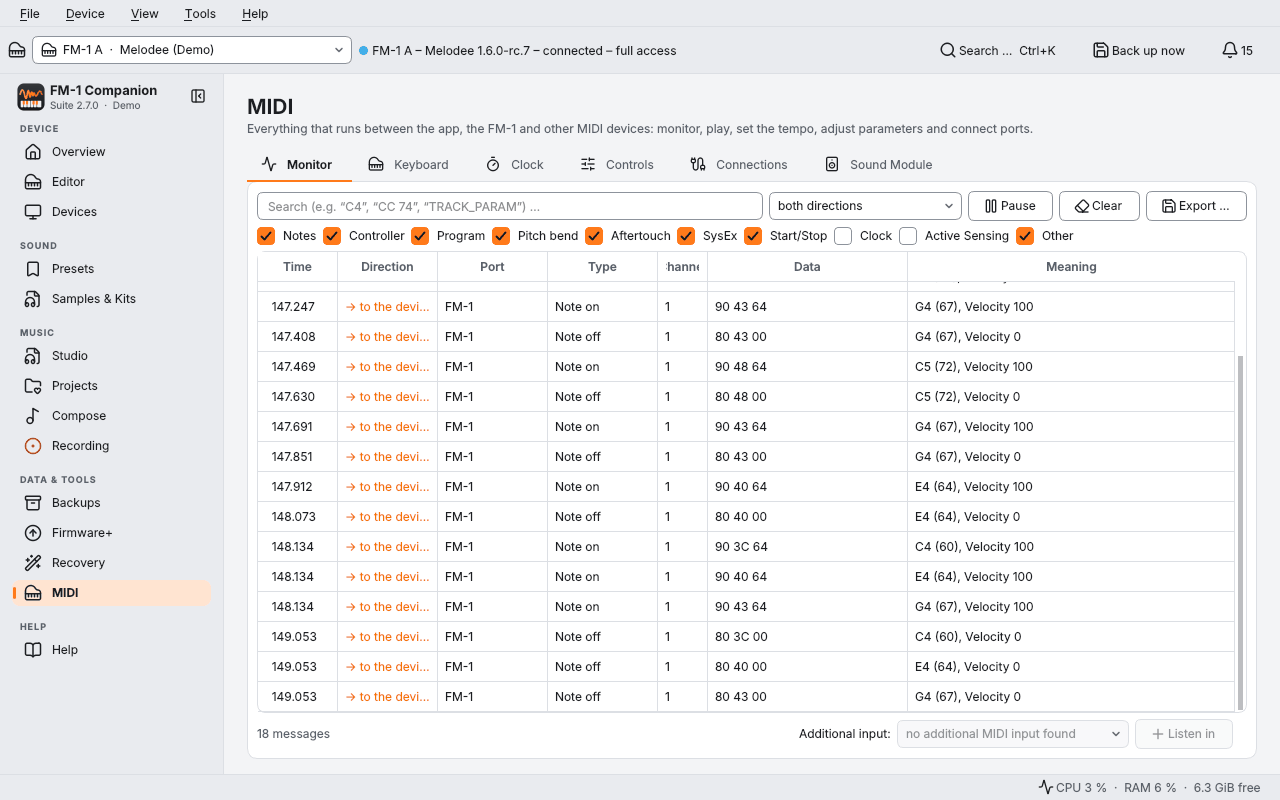 File Device View Tools Help
FM-1 A · Melodee (Demo) FM-1 A – Melodee 1.6.0-rc.7 – connected – full access Search ... Ctrl+K Back up now 15
FM-1 Companion
Suite 2.7.0 · Demo
DEVICE
Overview
Editor
Devices
SOUND
Presets
Samples & Kits
MUSIC
Studio
Projects
Compose
Recording
DATA & TOOLS
Backups
Firmware+
Recovery
MIDI
HELP
Help
MIDI
Everything that runs between the app, the FM-1 and other MIDI devices: monitor, play, set the tempo, adjust parameters and connect ports.
Monitor Keyboard Clock Controls Connections Sound Module
Search (e.g. “C4”, “CC 74”, “TRACK_PARAM”) ... both directions Pause Clear Export ...
Notes Controller Program Pitch bend Aftertouch SysEx Start/Stop Clock Active Sensing Other
Time Direction Port Type Data Meaning
147.247 → to the devi... FM-1 Note on 1 90 43 64 G4 (67), Velocity 100
147.408 → to the devi... FM-1 Note off 1 80 43 00 G4 (67), Velocity 0
147.469 → to the devi... FM-1 Note on 1 90 48 64 C5 (72), Velocity 100
147.630 → to the devi... FM-1 Note off 1 80 48 00 C5 (72), Velocity 0
147.691 → to the devi... FM-1 Note on 1 90 43 64 G4 (67), Velocity 100
147.851 → to the devi... FM-1 Note off 1 80 43 00 G4 (67), Velocity 0
147.912 → to the devi... FM-1 Note on 1 90 40 64 E4 (64), Velocity 100
148.073 → to the devi... FM-1 Note off 1 80 40 00 E4 (64), Velocity 0
148.134 → to the devi... FM-1 Note on 1 90 3C 64 C4 (60), Velocity 100
148.134 → to the devi... FM-1 Note on 1 90 40 64 E4 (64), Velocity 100
148.134 → to the devi... FM-1 Note on 1 90 43 64 G4 (67), Velocity 100
149.053 → to the devi... FM-1 Note off 1 80 3C 00 C4 (60), Velocity 0
149.053 → to the devi... FM-1 Note off 1 80 40 00 E4 (64), Velocity 0
149.053 → to the devi... FM-1 Note off 1 80 43 00 G4 (67), Velocity 0
18 messages Additional input: no additional MIDI input found Listen in
CPU 3 % · RAM 6 % · 6.3 GiB free